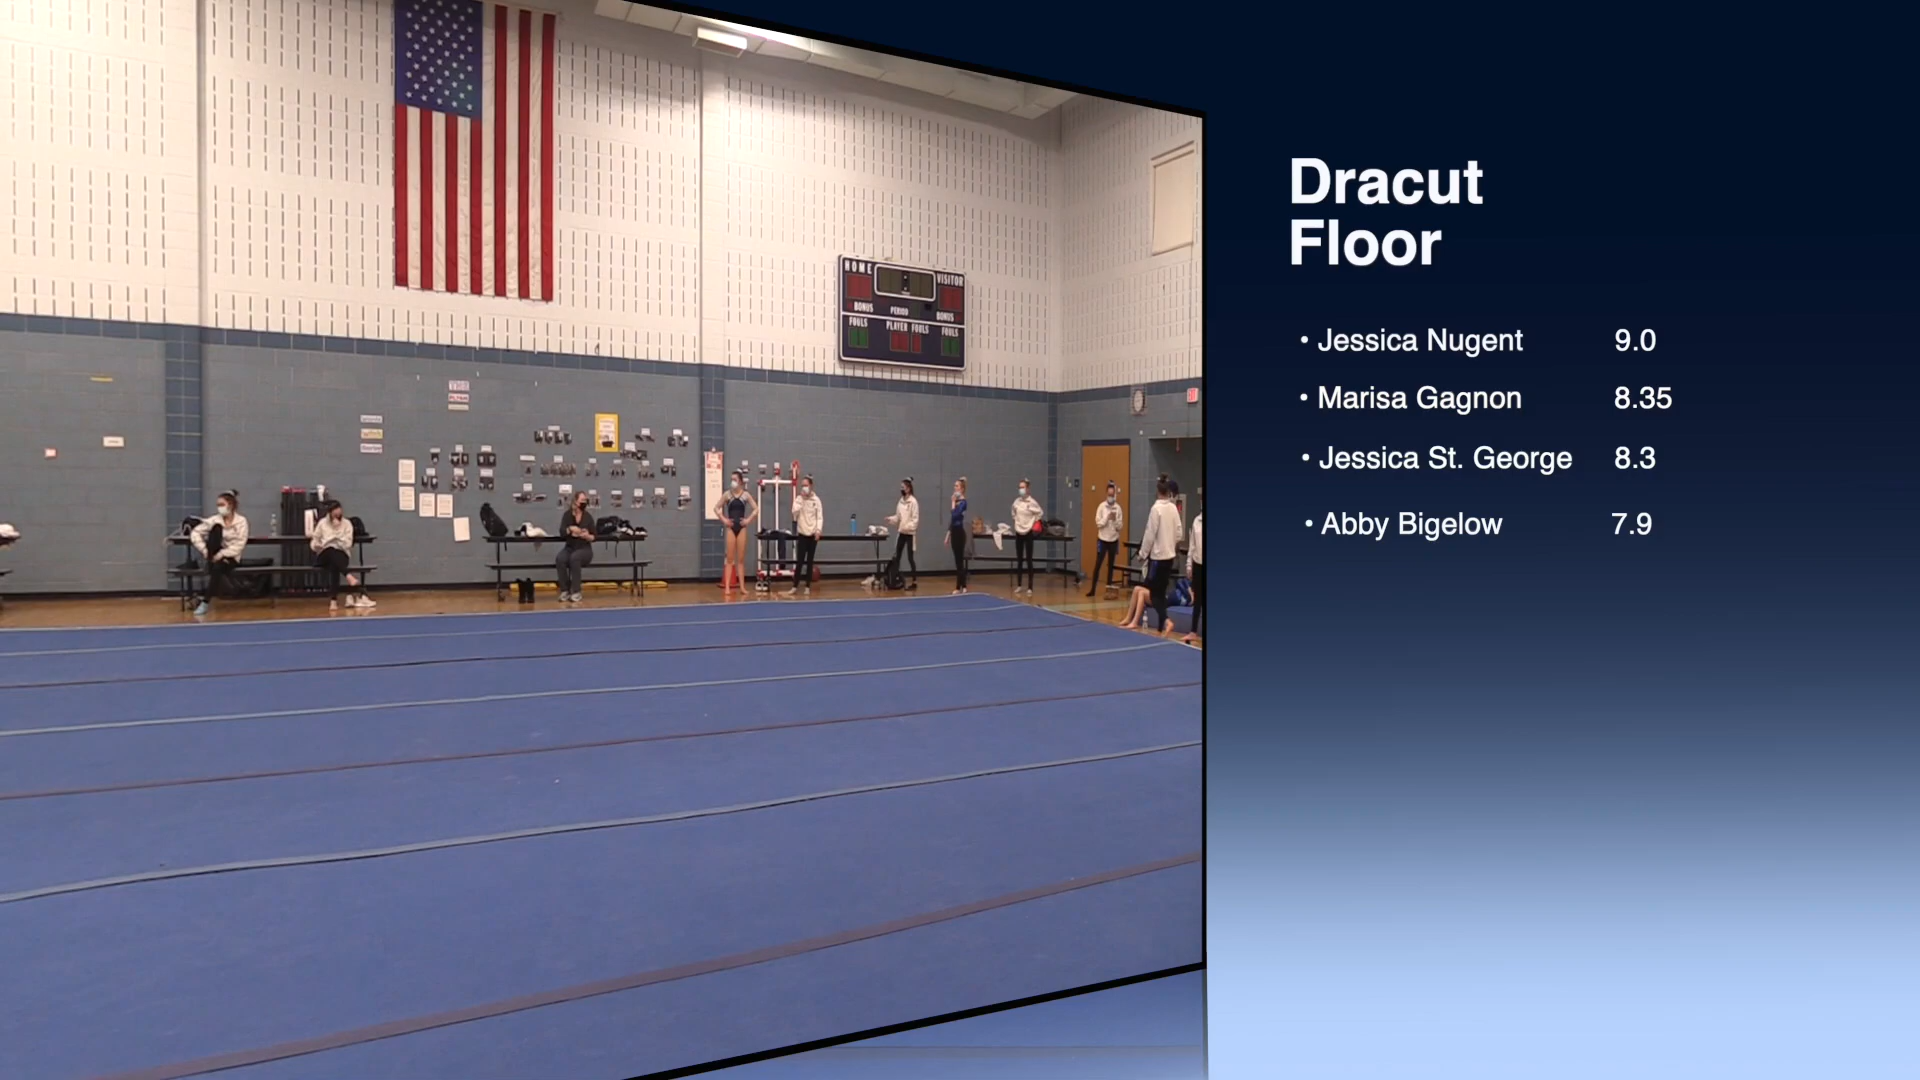 Dracut
Floor
• Jessica Nugent 9.0
• Marisa Gagnon 8.35
• Jessica St. George 8.3
• Abby Bigelow 7.9
HOME
VISITOR
BONUS
PERIOD
BONUS
FOULS
PLAYER FOULS
FOULS